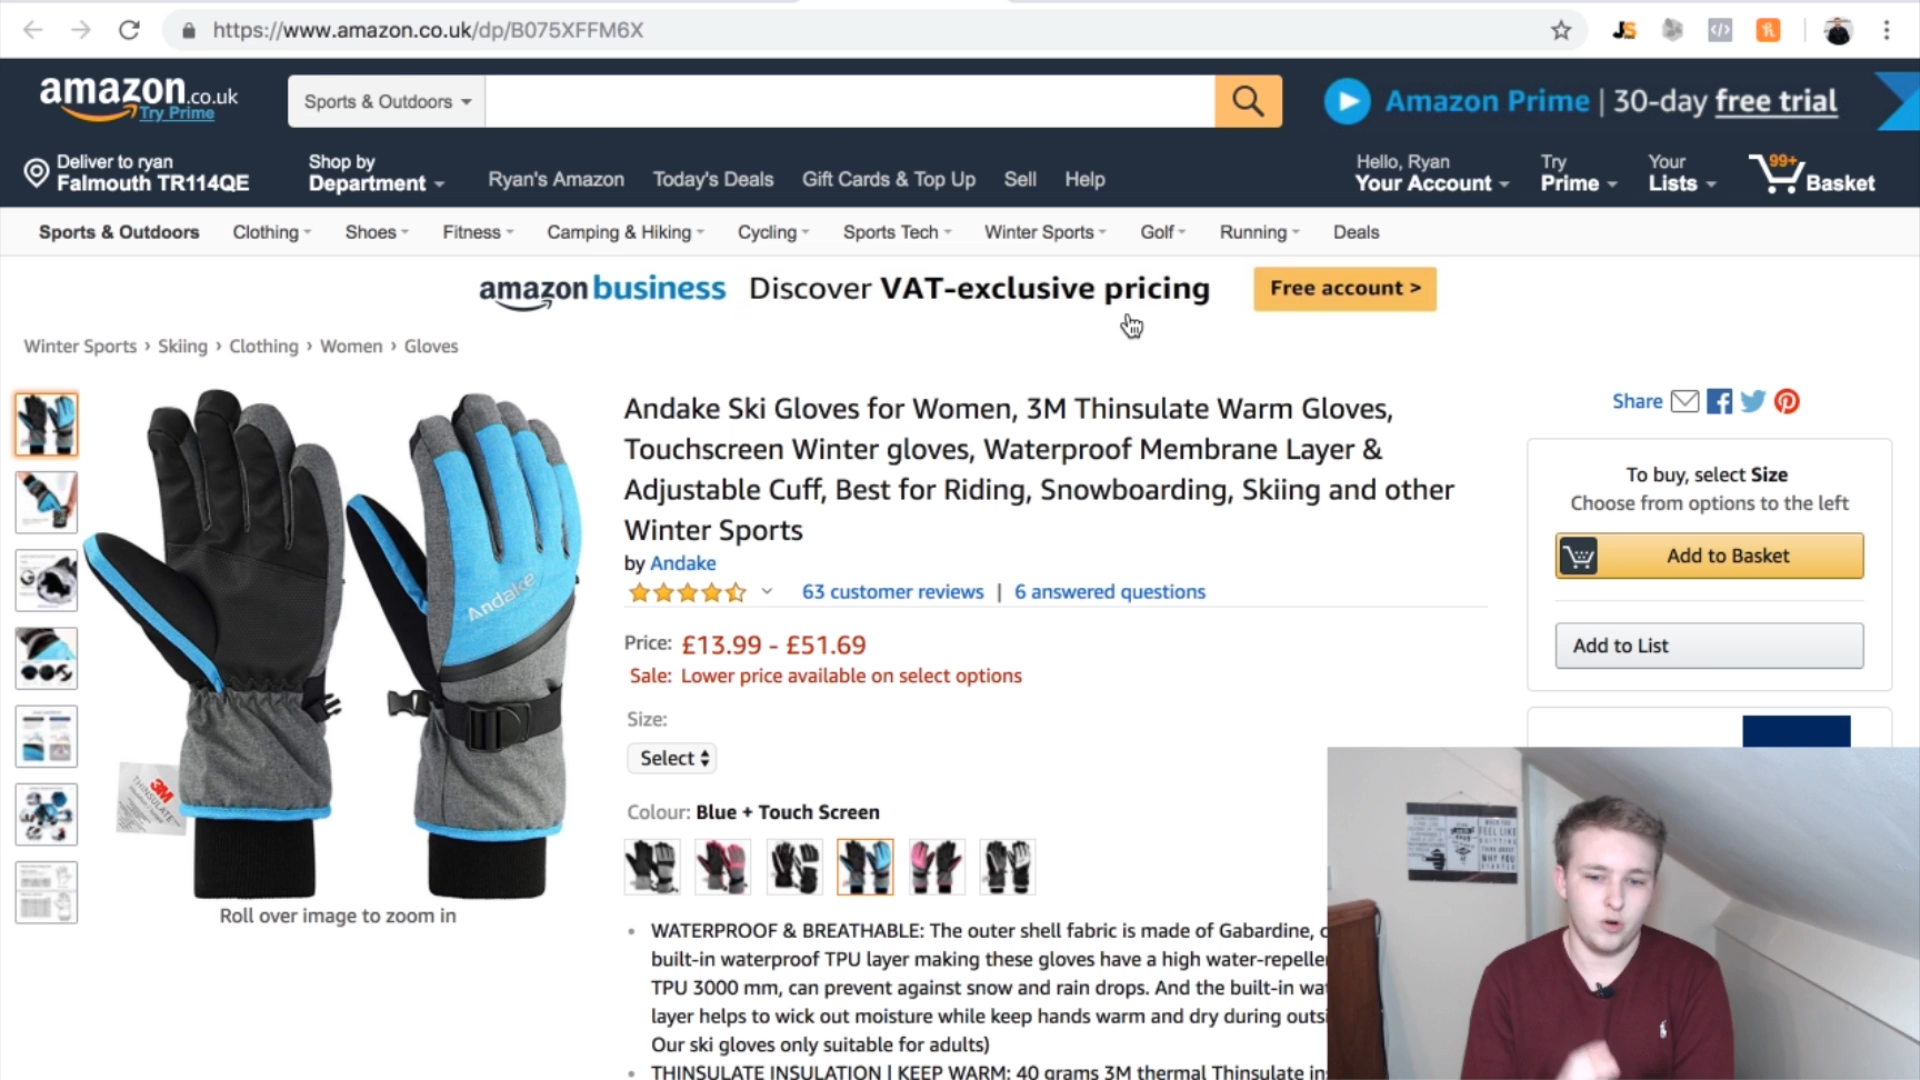 https://www.amazon.co.uk/dp/B075XFFM6X
JS
amazon.co.uk
Try Prime
Sports & Outdoors
Amazon Prime | 30-day free trial
Deliver to ryan
Falmouth TR114QE
Shop by
Department
Ryan's Amazon
Today's Deals
Gift Cards & Top Up
Sell
Help
Hello, Ryan
Your Account
Try
Prime
Your
Lists
99+
Basket
Sports & Outdoors
Clothing
Shoes
Fitness
Camping & Hiking
Cycling
Sports Tech
Winter Sports
Golf
Running
Deals
amazon business Discover VAT-exclusive pricing
Free account >
Winter Sports › Skiing › Clothing › Women › Gloves
Andake Ski Gloves for Women, 3M Thinsulate Warm Gloves,
Touchscreen Winter gloves, Waterproof Membrane Layer &
Adjustable Cuff, Best for Riding, Snowboarding, Skiing and other
Winter Sports
by Andake
63 customer reviews | 6 answered questions
Price: £13.99 - £51.69
Sale: Lower price available on select options
Size:
Select
Colour: Blue + Touch Screen
WATERPROOF & BREATHABLE: The outer shell fabric is made of Gabardine,
built-in waterproof TPU layer making these gloves have a high water-repelle
TPU 3000 mm, can prevent against snow and rain drops. And the built-in wa
layer helps to wick out moisture while keep hands warm and dry during outsi
Our ski gloves only suitable for adults)
THINSULATE INSULATION | KEEP WARM: 40 grams 3M thermal Thinsulate in
Andake
3M
THINSULATE
Roll over image to zoom in
Share
To buy, select Size
Choose from options to the left
Add to Basket
Add to List